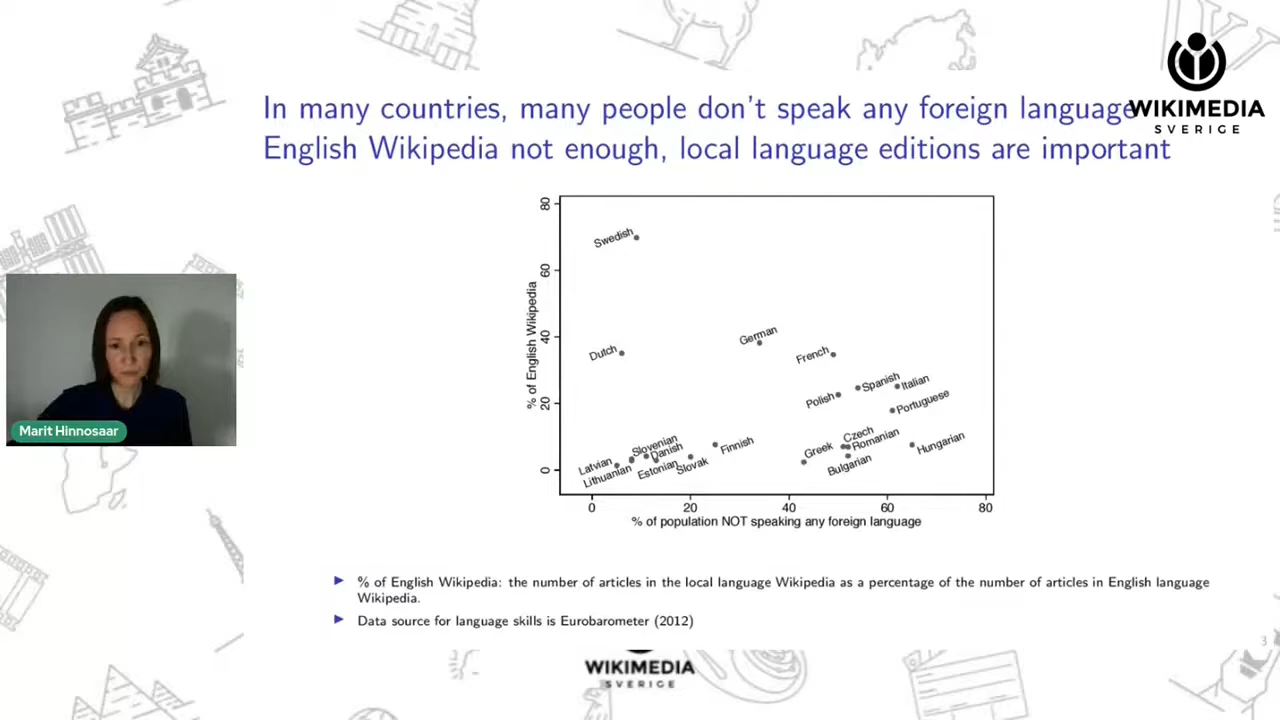 In many countries, many people don't speak any foreign language
English Wikipedia not enough, local language editions are important
WIKIMEDIA
SVERIGE
80
60
40
20
0
% of English Wikipedia
Swedish
Dutch
German
French
Spanish
Italian
Polish
Portuguese
Latvian
Lithuanian
Slovenian
Danish
Estonian
Slovak
Finnish
Greek
Czech
Romanian
Bulgarian
Hungarian
0 20 40 60 80
% of population NOT speaking any foreign language
Marit Hinnosaar
% of English Wikipedia: the number of articles in the local language Wikipedia as a percentage of the number of articles in English language
Wikipedia.
Data source for language skills is Eurobarometer (2012)
3
WIKIMEDIA
SVERIGE